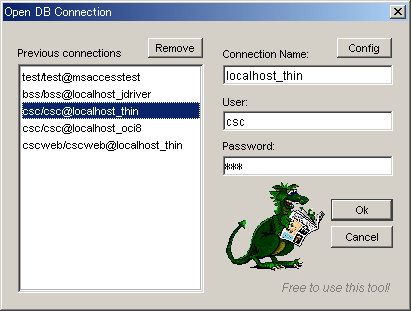 Open DB Connection
Previous connections
Remove
test/test@msaccesstest
bss/bss@localhost_jdriver
csc/csc@localhost_thin
csc/csc@localhost_oci8
cscweb/cscweb@localhost_thin
Connection Name:
Config
localhost_thin
User:
csc
Password:
***
Ok
Cancel
Free to use this tool!